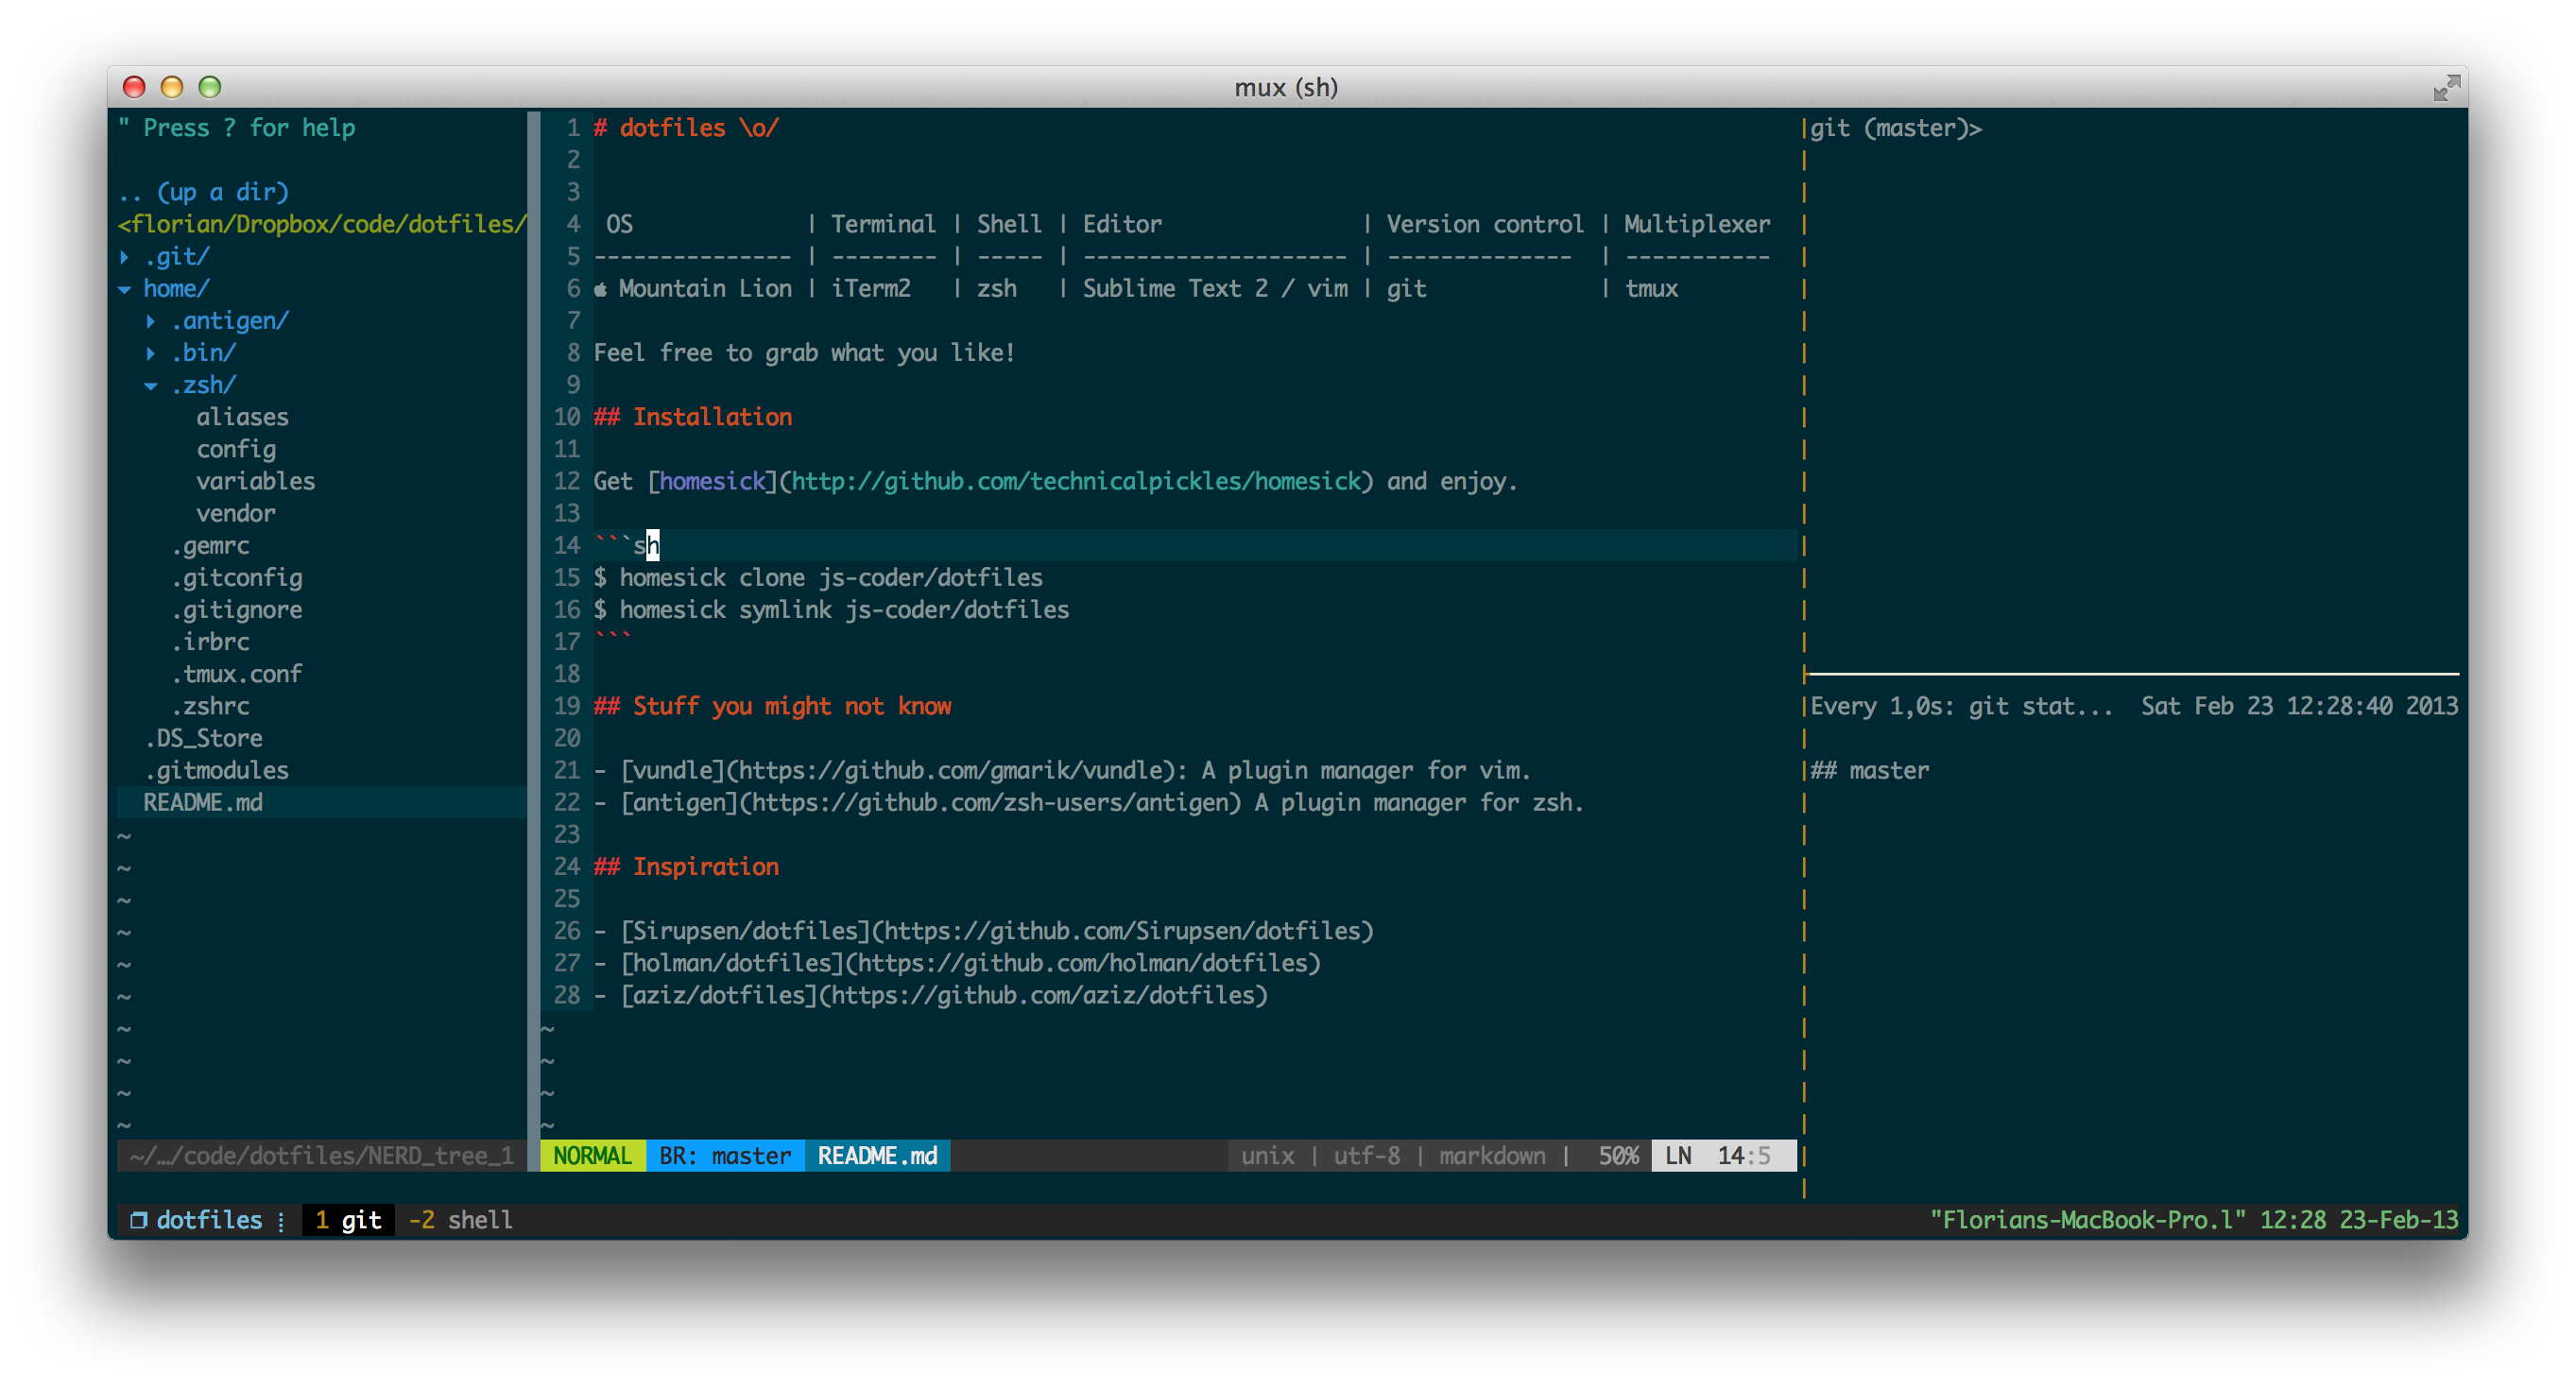 mux (sh)
" Press ? for help
.. (up a dir)
<florian/Dropbox/code/dotfiles/
▸ .git/
▾ home/
▸ .antigen/
▸ .bin/
▾ .zsh/
aliases
config
variables
vendor
.gemrc
.gitconfig
.gitignore
.irbrc
.tmux.conf
.zshrc
.DS_Store
.gitmodules
README.md
~
~
~
~
~
~
~
~
~
~
~/…/code/dotfiles/NERD_tree_1
1 # dotfiles \o/
2
3
4  OS             | Terminal | Shell | Editor               | Version control | Multiplexer
5 --------------- | -------- | ----- | -------------------- | --------------  | -----------
6  Mountain Lion | iTerm2   | zsh   | Sublime Text 2 / vim | git             | tmux
7
8 Feel free to grab what you like!
9
10 ## Installation
11
12 Get [homesick](http://github.com/technicalpickles/homesick) and enjoy.
13
14 ```sh
15 $ homesick clone js-coder/dotfiles
16 $ homesick symlink js-coder/dotfiles
17 ```
18
19 ## Stuff you might not know
20
21 - [vundle](https://github.com/gmarik/vundle): A plugin manager for vim.
22 - [antigen](https://github.com/zsh-users/antigen) A plugin manager for zsh.
23
24 ## Inspiration
25
26 - [Sirupsen/dotfiles](https://github.com/Sirupsen/dotfiles)
27 - [holman/dotfiles](https://github.com/holman/dotfiles)
28 - [aziz/dotfiles](https://github.com/aziz/dotfiles)
~
~
~
~
NORMAL BR: master README.md unix | utf-8 | markdown | 50% LN 14:5
git (master)>
Every 1,0s: git stat...  Sat Feb 23 12:28:40 2013
## master
❐ dotfiles ⡇ 1 git -2 shell "Florians-MacBook-Pro.l" 12:28 23-Feb-13